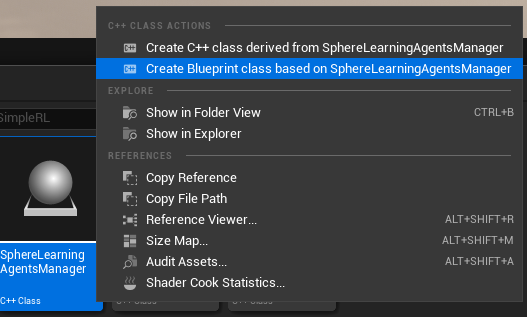 C++ CLASS ACTIONS
Create C++ class derived from SphereLearningAgentsManager
Create Blueprint class based on SphereLearningAgentsManager
EXPLORE
Show in Folder View CTRL+B
Show in Explorer
REFERENCES
Copy Reference
Copy File Path
Reference Viewer... ALT+SHIFT+R
Size Map... ALT+SHIFT+M
Audit Assets... ALT+SHIFT+A
Shader Cook Statistics...
SimpleRL
SphereLearning
AgentsManager
C++ Class
C++ Class
C++ Class